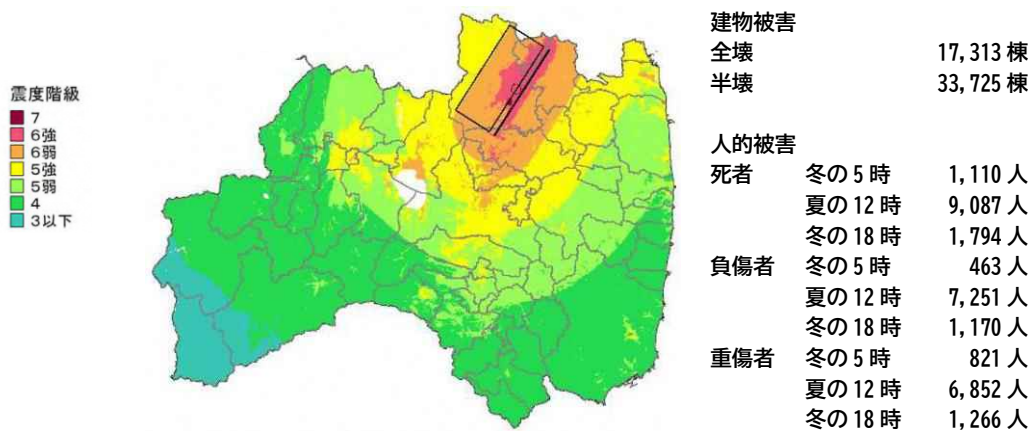 震度階級
7
6強
6弱
5強
5弱
4
3以下
建物被害
全壊 17,313 棟
半壊 33,725 棟
人的被害
死者 冬の5時 1,110 人
夏の12時 9,087 人
冬の18時 1,794 人
負傷者 冬の5時 463 人
夏の12時 7,251 人
冬の18時 1,170 人
重傷者 冬の5時 821 人
夏の12時 6,852 人
冬の18時 1,266 人